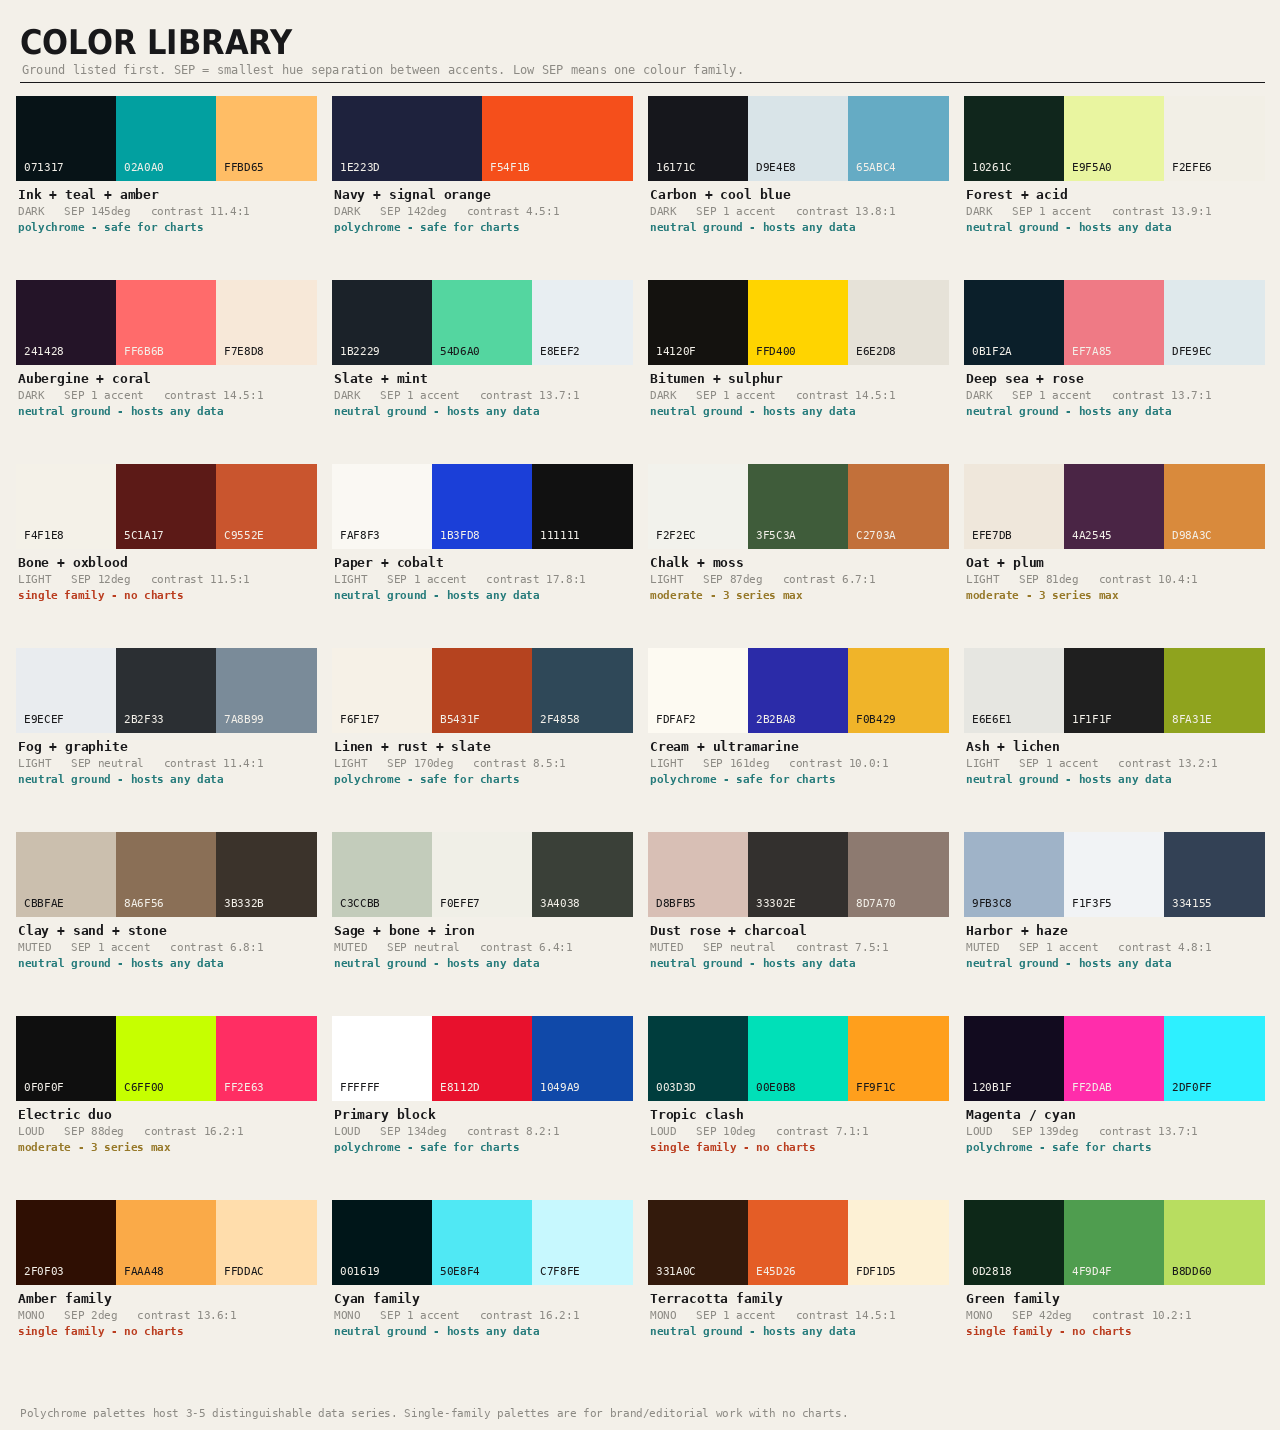 COLOR LIBRARY
Ground listed first. SEP = smallest hue separation between accents. Low SEP means one colour family.
071317 02A0A0 FFBD65
Ink + teal + amber
DARK SEP 145deg contrast 11.4:1
polychrome - safe for charts
1E223D F54F1B
Navy + signal orange
DARK SEP 142deg contrast 4.5:1
polychrome - safe for charts
16171C D9E4E8 65ABC4
Carbon + cool blue
DARK SEP 1 accent contrast 13.8:1
neutral ground - hosts any data
10261C E9F5A0 F2EFE6
Forest + acid
DARK SEP 1 accent contrast 13.9:1
neutral ground - hosts any data
241428 FF6B6B F7E8D8
Aubergine + coral
DARK SEP 1 accent contrast 14.5:1
neutral ground - hosts any data
1B2229 54D6A0 E8EEF2
Slate + mint
DARK SEP 1 accent contrast 13.7:1
neutral ground - hosts any data
14120F FFD400 E6E2D8
Bitumen + sulphur
DARK SEP 1 accent contrast 14.5:1
neutral ground - hosts any data
0B1F2A EF7A85 DFE9EC
Deep sea + rose
DARK SEP 1 accent contrast 13.7:1
neutral ground - hosts any data
F4F1E8 5C1A17 C9552E
Bone + oxblood
LIGHT SEP 12deg contrast 11.5:1
single family - no charts
FAF8F3 1B3FD8 111111
Paper + cobalt
LIGHT SEP 1 accent contrast 17.8:1
neutral ground - hosts any data
F2F2EC 3F5C3A C2703A
Chalk + moss
LIGHT SEP 87deg contrast 6.7:1
moderate - 3 series max
EFE7DB 4A2545 D98A3C
Oat + plum
LIGHT SEP 81deg contrast 10.4:1
moderate - 3 series max
E9ECEF 2B2F33 7A8B99
Fog + graphite
LIGHT SEP neutral contrast 11.4:1
neutral ground - hosts any data
F6F1E7 B5431F 2F4858
Linen + rust + slate
LIGHT SEP 170deg contrast 8.5:1
polychrome - safe for charts
FDFAF2 2B2BA8 F0B429
Cream + ultramarine
LIGHT SEP 161deg contrast 10.0:1
polychrome - safe for charts
E6E6E1 1F1F1F 8FA31E
Ash + lichen
LIGHT SEP 1 accent contrast 13.2:1
neutral ground - hosts any data
CBBFAE 8A6F56 3B332B
Clay + sand + stone
MUTED SEP 1 accent contrast 6.8:1
neutral ground - hosts any data
C3CCBB F0EFE7 3A4038
Sage + bone + iron
MUTED SEP neutral contrast 6.4:1
neutral ground - hosts any data
D8BFB5 33302E 8D7A70
Dust rose + charcoal
MUTED SEP neutral contrast 7.5:1
neutral ground - hosts any data
9FB3C8 F1F3F5 334155
Harbor + haze
MUTED SEP 1 accent contrast 4.8:1
neutral ground - hosts any data
0F0F0F C6FF00 FF2E63
Electric duo
LOUD SEP 88deg contrast 16.2:1
moderate - 3 series max
FFFFFF E8112D 1049A9
Primary block
LOUD SEP 134deg contrast 8.2:1
polychrome - safe for charts
003D3D 00E0B8 FF9F1C
Tropic clash
LOUD SEP 10deg contrast 7.1:1
single family - no charts
120B1F FF2DAB 2DF0FF
Magenta / cyan
LOUD SEP 139deg contrast 13.7:1
polychrome - safe for charts
2F0F03 FAAA48 FFDDAC
Amber family
MONO SEP 2deg contrast 13.6:1
single family - no charts
001619 50E8F4 C7F8FE
Cyan family
MONO SEP 1 accent contrast 16.2:1
neutral ground - hosts any data
331A0C E45D26 FDF1D5
Terracotta family
MONO SEP 1 accent contrast 14.5:1
neutral ground - hosts any data
0D2818 4F9D4F B8DD60
Green family
MONO SEP 42deg contrast 10.2:1
single family - no charts
Polychrome palettes host 3-5 distinguishable data series. Single-family palettes are for brand/editorial work with no charts.